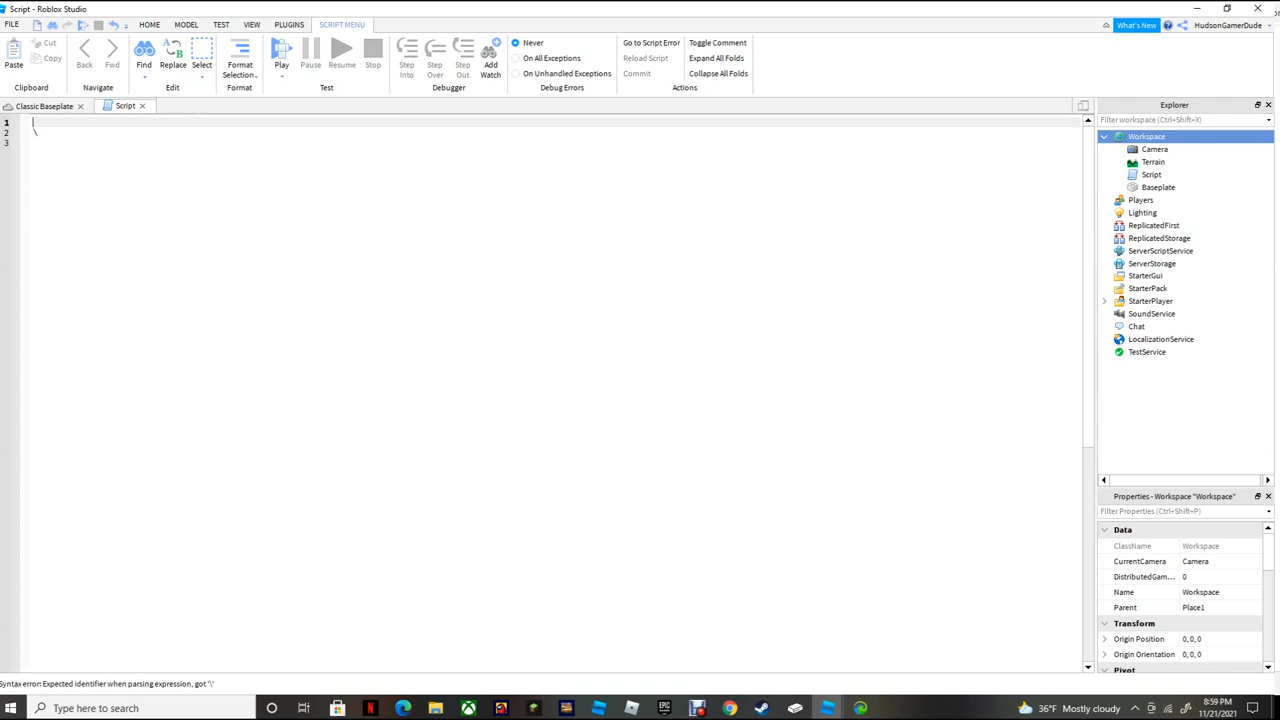 Script - Roblox Studio
FILE HOME MODEL TEST VIEW PLUGINS SCRIPT MENU What's New HudsonGamerDude
Paste Cut Copy Clipboard
Back Fwd Navigate
Find Replace Select Edit
Format Selection Format
Play Pause Resume Stop Test
Step Into Step Over Step Out Add Watch Debugger
Never
On All Exceptions
On Unhandled Exceptions
Debug Errors
Go to Script Error Toggle Comment
Reload Script Expand All Folds
Commit Collapse All Folds
Actions
Classic Baseplate Script
1
2 \
3
Explorer
Filter workspace (Ctrl+Shift+X)
Workspace
Camera
Terrain
Script
Baseplate
Players
Lighting
ReplicatedFirst
ReplicatedStorage
ServerScriptService
ServerStorage
StarterGui
StarterPack
StarterPlayer
SoundService
Chat
LocalizationService
TestService
Properties - Workspace "Workspace"
Filter Properties (Ctrl+Shift+P)
Data
ClassName Workspace
CurrentCamera Camera
DistributedGam... 0
Name Workspace
Parent Place1
Transform
Origin Position 0, 0, 0
Origin Orientation 0, 0, 0
Pivot
Syntax error: Expected identifier when parsing expression, got '\'
Type here to search
EPIC GAMES
36°F Mostly cloudy
8:59 PM
11/21/2021